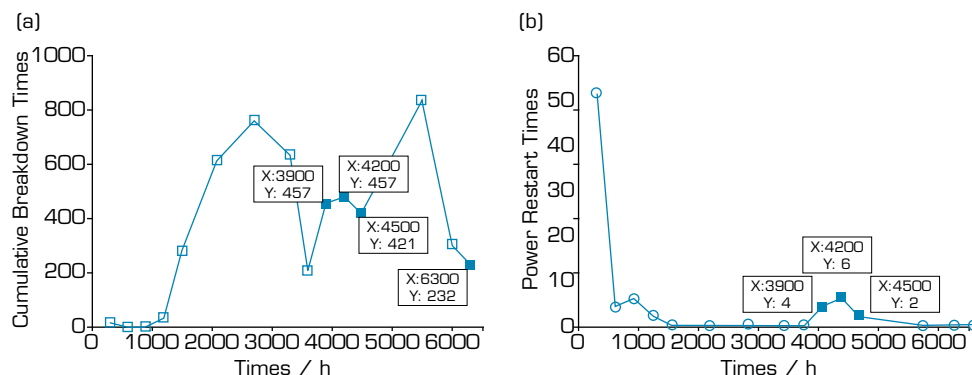 (a)
Cumulative Breakdown Times
1000
800
600
400
200
0
X:3900
Y: 457
X:4200
Y: 457
X:4500
Y: 421
X:6300
Y: 232
0 1000 2000 3000 4000 5000 6000
Times / h
(b)
Power Restart Times
60
50
40
30
20
10
0
X:4200
Y: 6
X:3900
Y: 4
X:4500
Y: 2
0 1000 2000 3000 4000 5000 6000
Times / h